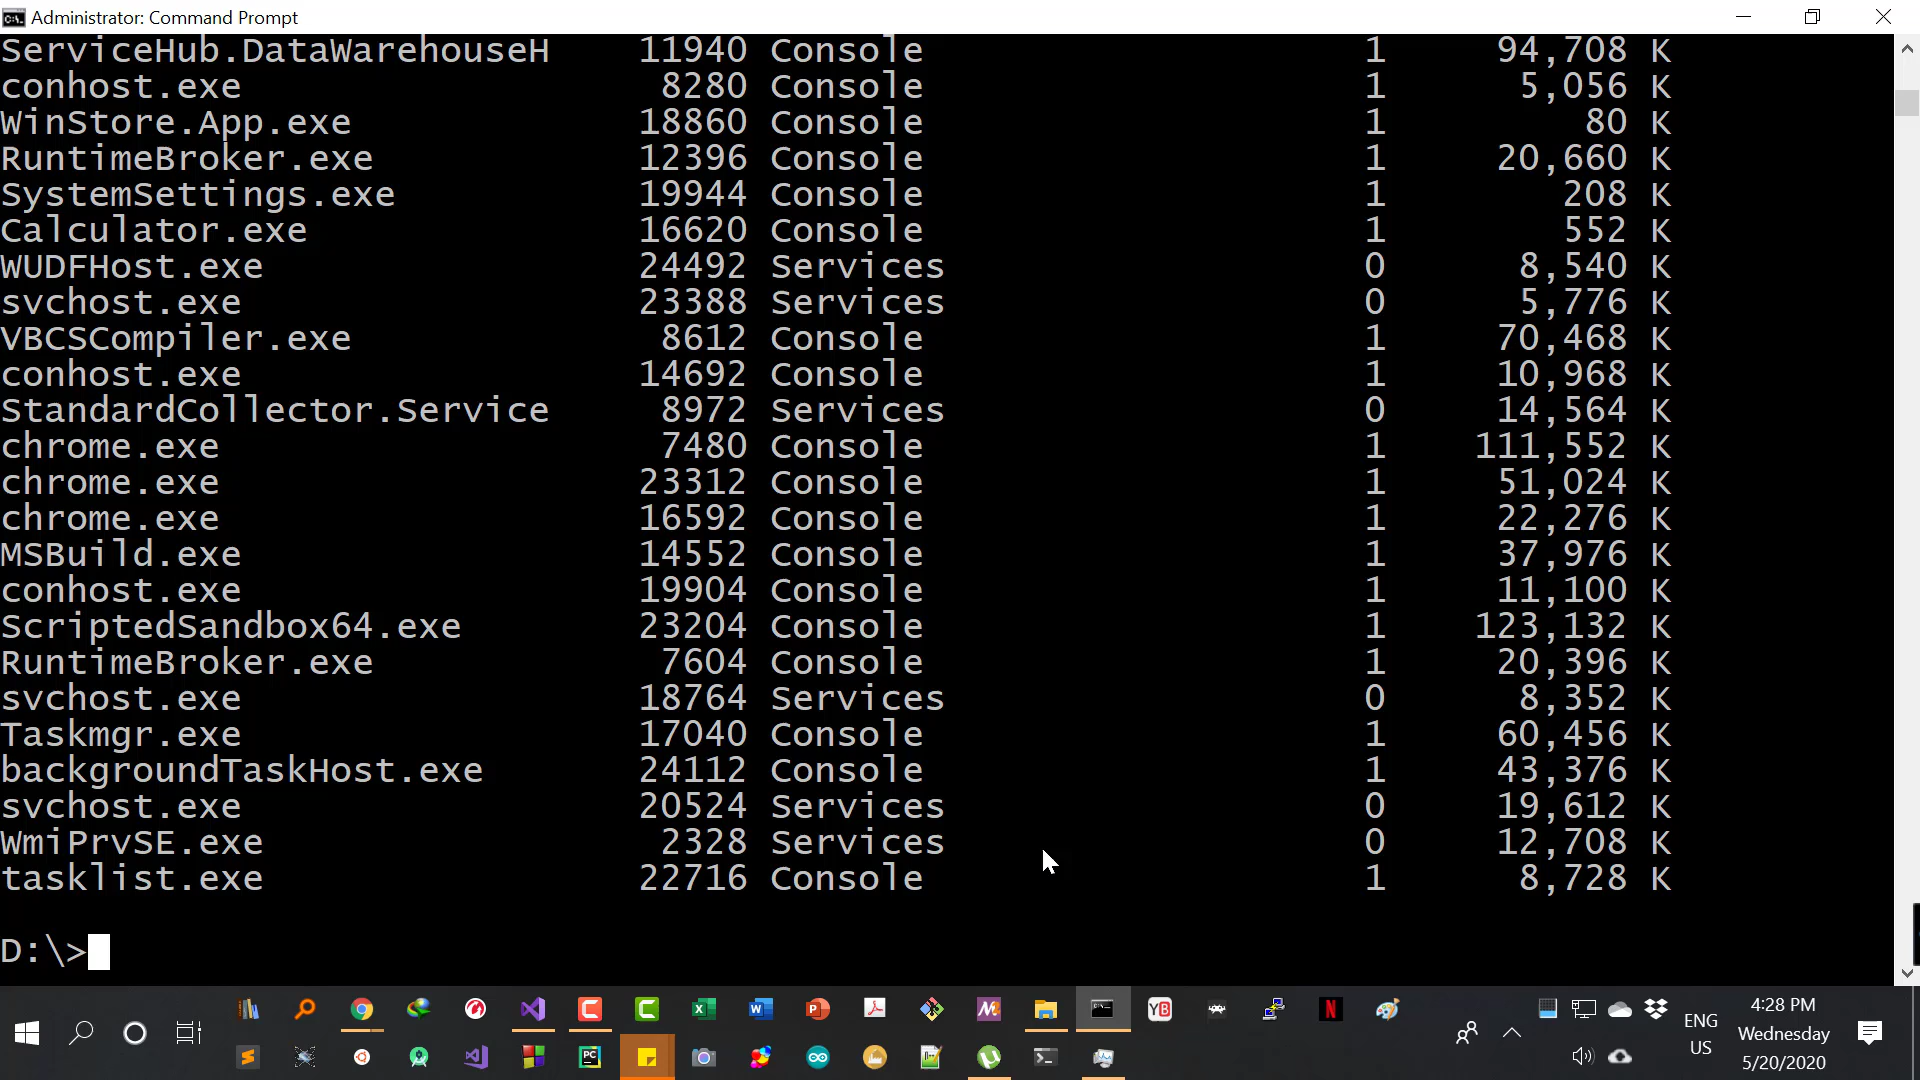 Administrator: Command Prompt
ServiceHub.DataWarehouseH 11940 Console 1 94,708 K
conhost.exe 8280 Console 1 5,056 K
WinStore.App.exe 18860 Console 1 80 K
RuntimeBroker.exe 12396 Console 1 20,660 K
SystemSettings.exe 19944 Console 1 208 K
Calculator.exe 16620 Console 1 552 K
WUDFHost.exe 24492 Services 0 8,540 K
svchost.exe 23388 Services 0 5,776 K
VBCSCompiler.exe 8612 Console 1 70,468 K
conhost.exe 14692 Console 1 10,968 K
StandardCollector.Service 8972 Services 0 14,564 K
chrome.exe 7480 Console 1 111,552 K
chrome.exe 23312 Console 1 51,024 K
chrome.exe 16592 Console 1 22,276 K
MSBuild.exe 14552 Console 1 37,976 K
conhost.exe 19904 Console 1 11,100 K
ScriptedSandbox64.exe 23204 Console 1 123,132 K
RuntimeBroker.exe 7604 Console 1 20,396 K
svchost.exe 18764 Services 0 8,352 K
Taskmgr.exe 17040 Console 1 60,456 K
backgroundTaskHost.exe 24112 Console 1 43,376 K
svchost.exe 20524 Services 0 19,612 K
WmiPrvSE.exe 2328 Services 0 12,708 K
tasklist.exe 22716 Console 1 8,728 K
D:\>
YB
N
PC
ENG
US
4:28 PM
Wednesday
5/20/2020